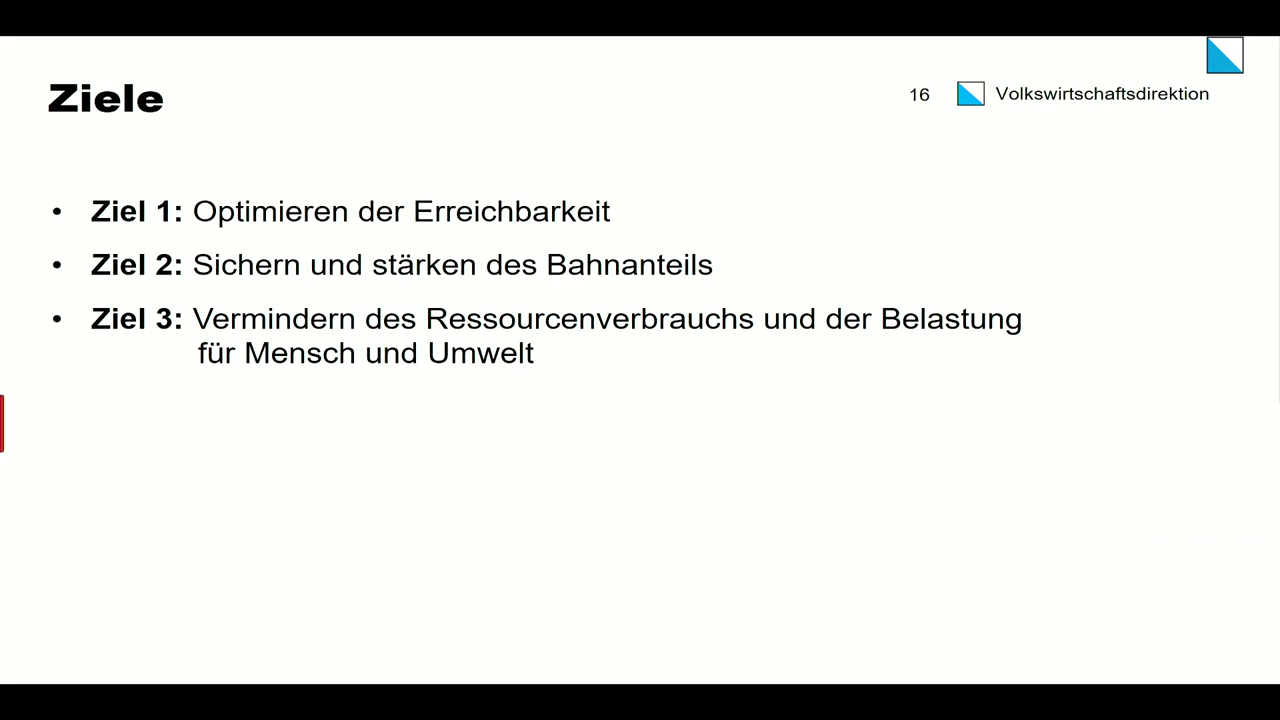 Ziele
16 Volkswirtschaftsdirektion
• Ziel 1: Optimieren der Erreichbarkeit
• Ziel 2: Sichern und stärken des Bahnanteils
• Ziel 3: Vermindern des Ressourcenverbrauchs und der Belastung
für Mensch und Umwelt